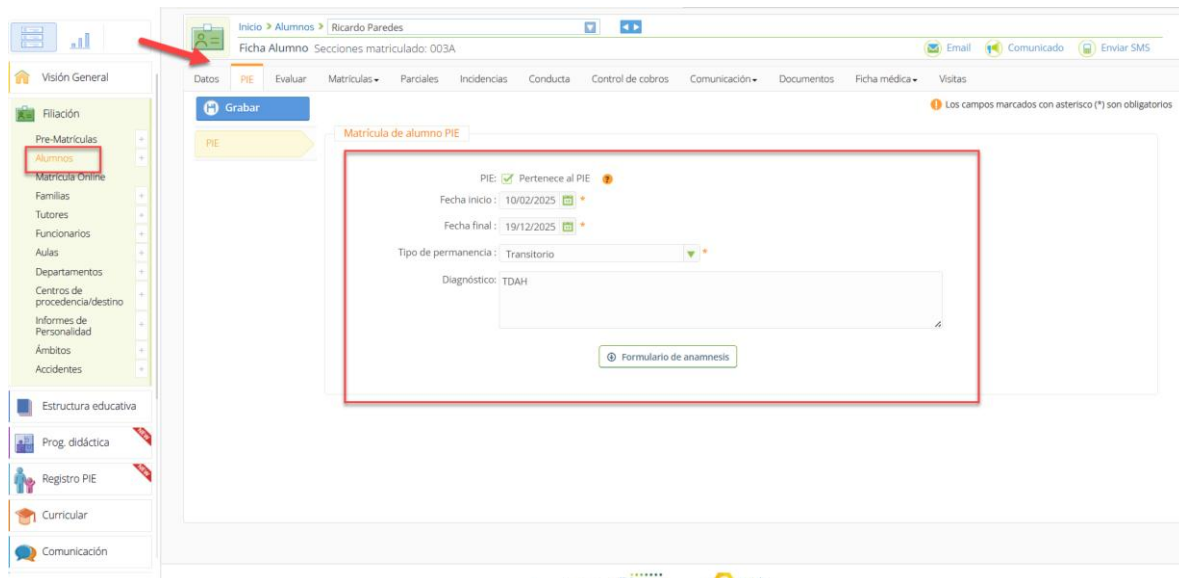 Inicio > Alumnos > Ricardo Paredes
Ficha Alumno Secciones matriculado: 003A
Email Comunicado Enviar SMS
Datos PIE Evaluar Matrículas Parciales Incidencias Conducta Control de cobros Comunicación Documentos Ficha médica Visitas
Visión General
Filiación
Pre-Matrículas
Alumnos
Matrícula Online
Familias
Tutores
Funcionarios
Aulas
Departamentos
Centros de
procedencia/destino
Informes de
Personalidad
Ámbitos
Accidentes
Estructura educativa
Prog. didáctica
Registro PIE
Curricular
Comunicación
Grabar
Los campos marcados con asterisco (*) son obligatorios
PIE
Matrícula de alumno PIE
PIE: Pertenece al PIE ?
Fecha inicio : 10/02/2025 *
Fecha final : 19/12/2025 *
Tipo de permanencia : Transitorio *
Diagnóstico: TDAH
Formulario de anamnesis